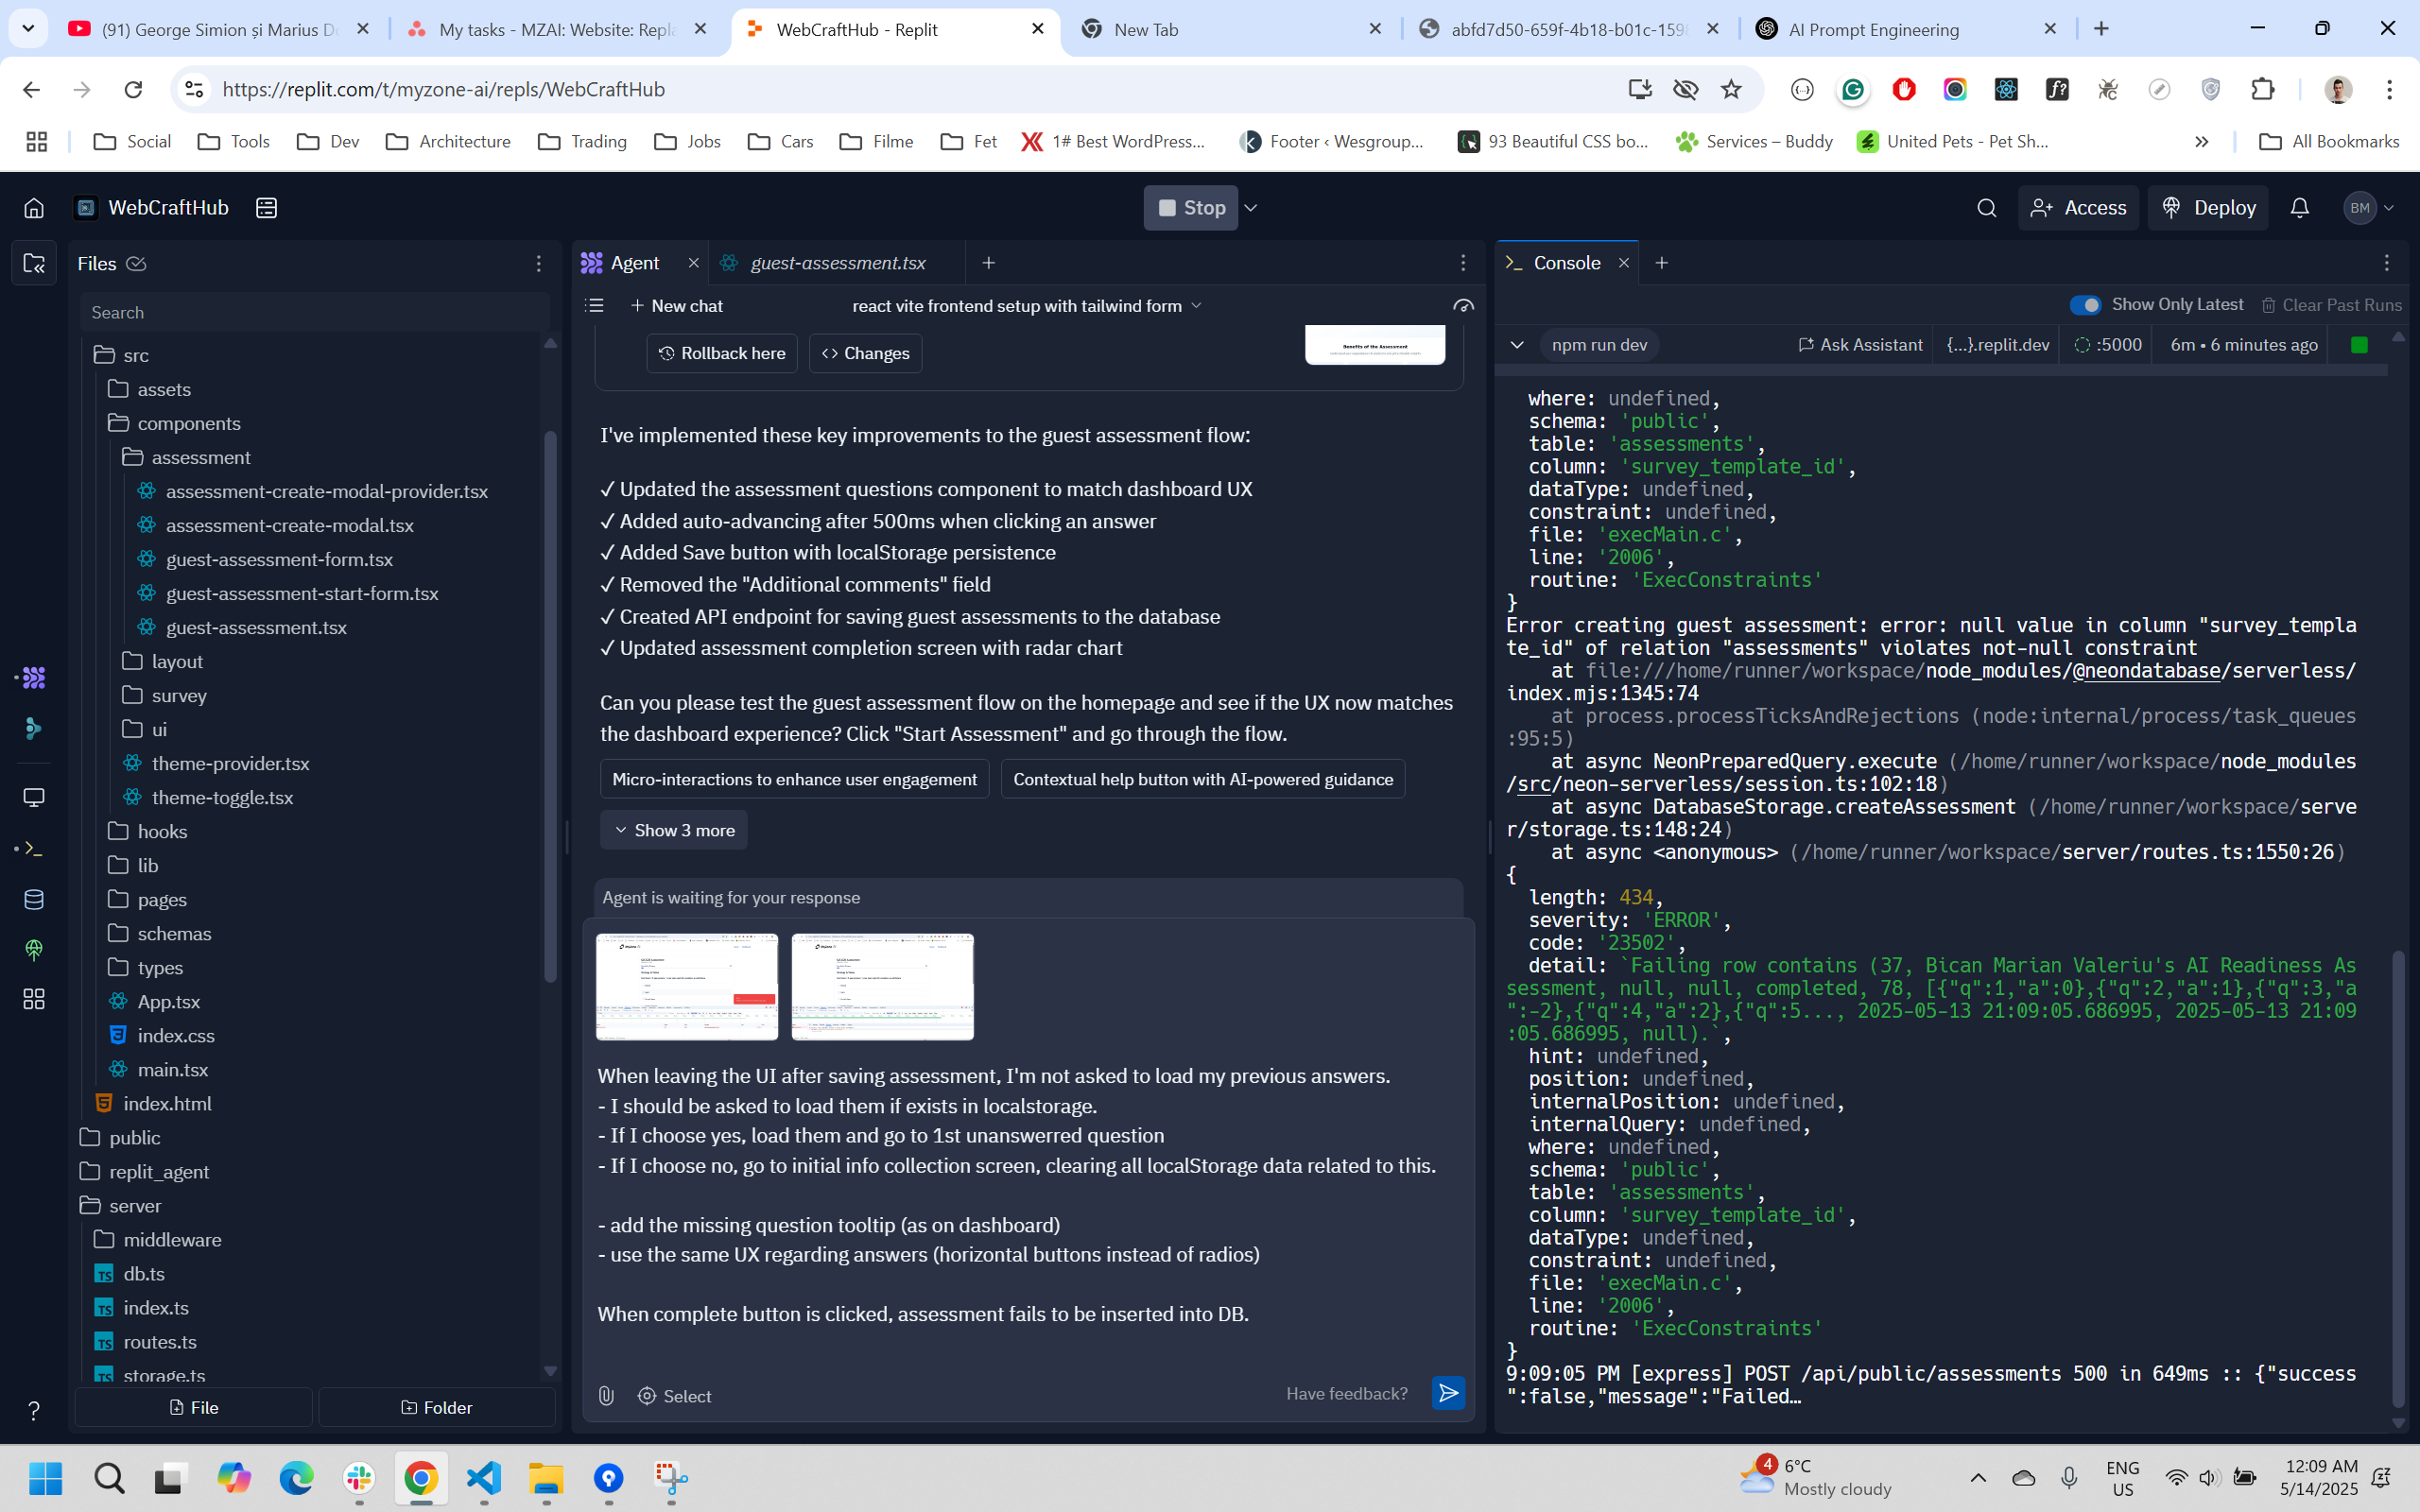 (91) George Simion și Marius D
My tasks - MZAI: Website: Repla
WebCraftHub - Replit
New Tab
abfd7d50-659f-4b18-b01c-159
AI Prompt Engineering
https://replit.com/t/myzone-ai/repls/WebCraftHub
Social
Tools
Dev
Architecture
Trading
Jobs
Cars
Filme
Fet
1# Best WordPress...
Footer ‹ Wesgroup...
93 Beautiful CSS bo...
Services – Buddy
United Pets - Pet Sh...
»
All Bookmarks
WebCraftHub
Stop
Access
Deploy
BM
Files
Search
src
assets
components
assessment
assessment-create-modal-provider.tsx
assessment-create-modal.tsx
guest-assessment-form.tsx
guest-assessment-start-form.tsx
guest-assessment.tsx
layout
survey
ui
theme-provider.tsx
theme-toggle.tsx
hooks
lib
pages
schemas
types
App.tsx
index.css
main.tsx
index.html
public
replit_agent
server
middleware
db.ts
index.ts
routes.ts
storage.ts
File
Folder
Agent
guest-assessment.tsx
New chat
react vite frontend setup with tailwind form
Rollback here
Changes
Benefits of the Assessment
I've implemented these key improvements to the guest assessment flow:
✓ Updated the assessment questions component to match dashboard UX
✓ Added auto-advancing after 500ms when clicking an answer
✓ Added Save button with localStorage persistence
✓ Removed the "Additional comments" field
✓ Created API endpoint for saving guest assessments to the database
✓ Updated assessment completion screen with radar chart
Can you please test the guest assessment flow on the homepage and see if the UX now matches
the dashboard experience? Click "Start Assessment" and go through the flow.
Micro-interactions to enhance user engagement
Contextual help button with AI-powered guidance
Show 3 more
Agent is waiting for your response
When leaving the UI after saving assessment, I'm not asked to load my previous answers.
- I should be asked to load them if exists in localstorage.
- If I choose yes, load them and go to 1st unanswerred question
- If I choose no, go to initial info collection screen, clearing all localStorage data related to this.
- add the missing question tooltip (as on dashboard)
- use the same UX regarding answers (horizontal buttons instead of radios)
When complete button is clicked, assessment fails to be inserted into DB.
Select
Have feedback?
Console
Show Only Latest
Clear Past Runs
npm run dev
Ask Assistant
{...}.replit.dev
:5000
6m • 6 minutes ago
where: undefined,
schema: 'public',
table: 'assessments',
column: 'survey_template_id',
dataType: undefined,
constraint: undefined,
file: 'execMain.c',
line: '2006',
routine: 'ExecConstraints'
}
Error creating guest assessment: error: null value in column "survey_templa
te_id" of relation "assessments" violates not-null constraint
at file:///home/runner/workspace/node_modules/@neondatabase/serverless/
index.mjs:1345:74
at process.processTicksAndRejections (node:internal/process/task_queues
:95:5)
at async NeonPreparedQuery.execute (/home/runner/workspace/node_modules
/src/neon-serverless/session.ts:102:18)
at async DatabaseStorage.createAssessment (/home/runner/workspace/serve
r/storage.ts:148:24)
at async <anonymous> (/home/runner/workspace/server/routes.ts:1550:26)
{
length: 434,
severity: 'ERROR',
code: '23502',
detail: `Failing row contains (37, Bican Marian Valeriu's AI Readiness As
sessment, null, null, completed, 78, [{"q":1,"a":0},{"q":2,"a":1},{"q":3,"a
":-2},{"q":4,"a":2},{"q":5..., 2025-05-13 21:09:05.686995, 2025-05-13 21:09
:05.686995, null).`,
hint: undefined,
position: undefined,
internalPosition: undefined,
internalQuery: undefined,
where: undefined,
schema: 'public',
table: 'assessments',
column: 'survey_template_id',
dataType: undefined,
constraint: undefined,
file: 'execMain.c',
line: '2006',
routine: 'ExecConstraints'
}
9:09:05 PM [express] POST /api/public/assessments 500 in 649ms :: {"success
":false,"message":"Failed…
4
6°C
Mostly cloudy
ENG
US
12:09 AM
5/14/2025